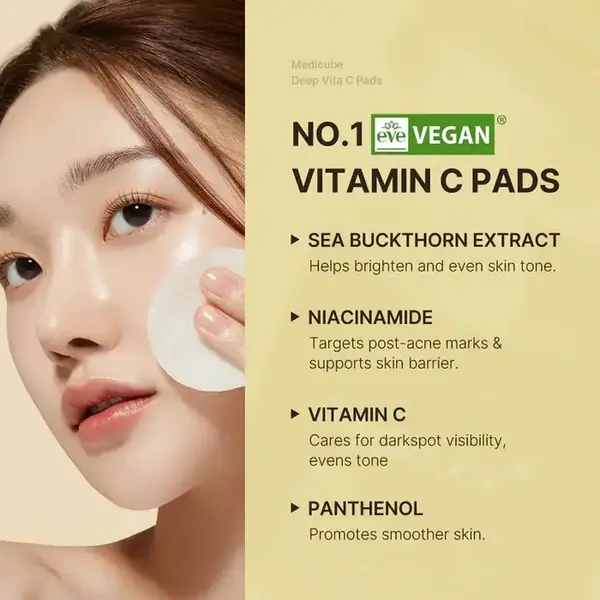 Medicube
Deep Vita C Pads
NO.1 eve VEGAN®
VITAMIN C PADS
SEA BUCKTHORN EXTRACT
Helps brighten and even skin tone.
NIACINAMIDE
Targets post-acne marks &
supports skin barrier.
VITAMIN C
Cares for darkspot visibility,
evens tone
PANTHENOL
Promotes smoother skin.